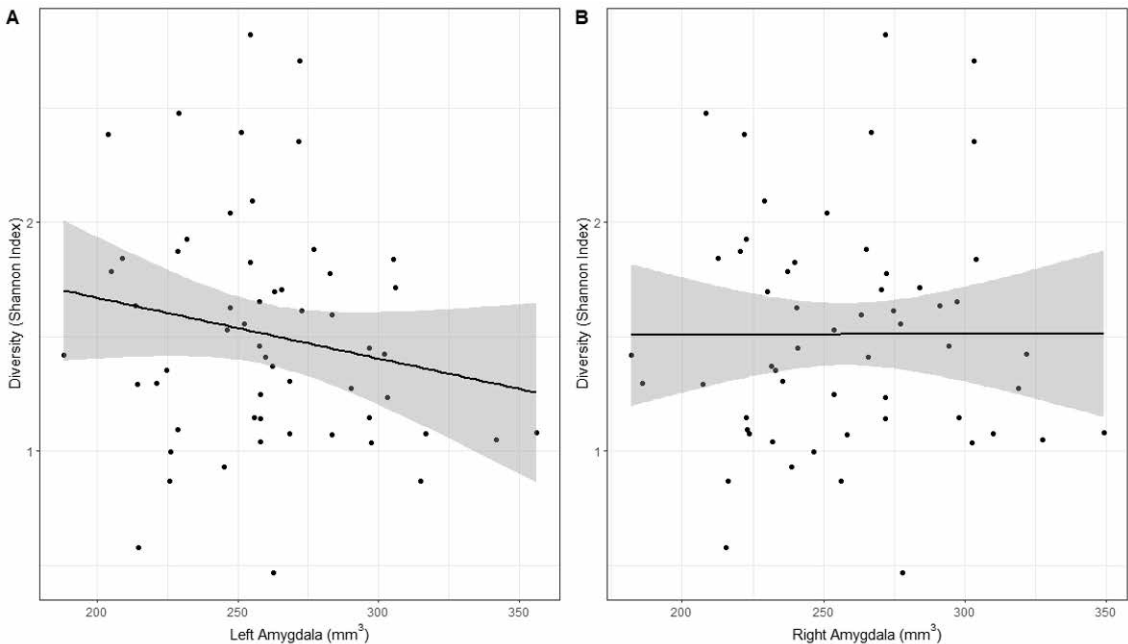 A
B
Diversity (Shannon Index)
2
1
200 250 300 350
Left Amygdala (mm³)
Diversity (Shannon Index)
2
1
200 250 300 350
Right Amygdala (mm³)